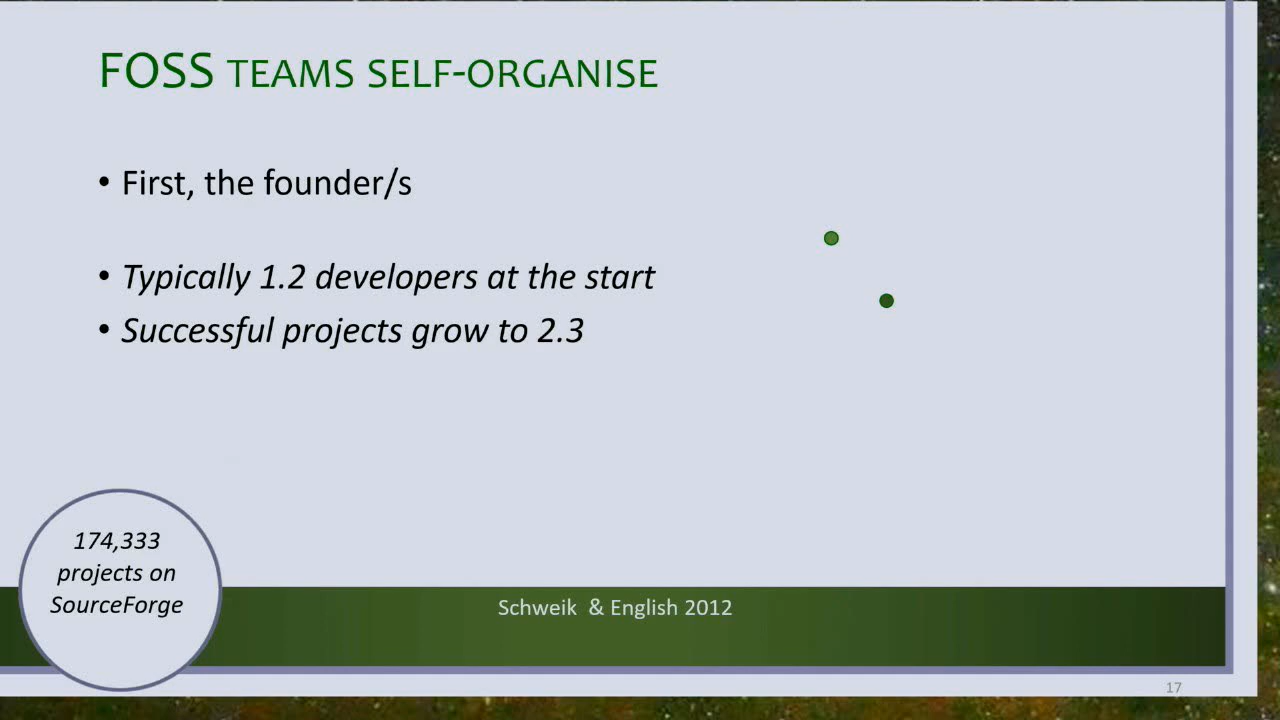 FOSS TEAMS SELF-ORGANISE
• First, the founder/s
• Typically 1.2 developers at the start
• Successful projects grow to 2.3
174,333
projects on
SourceForge
Schweik & English 2012
17